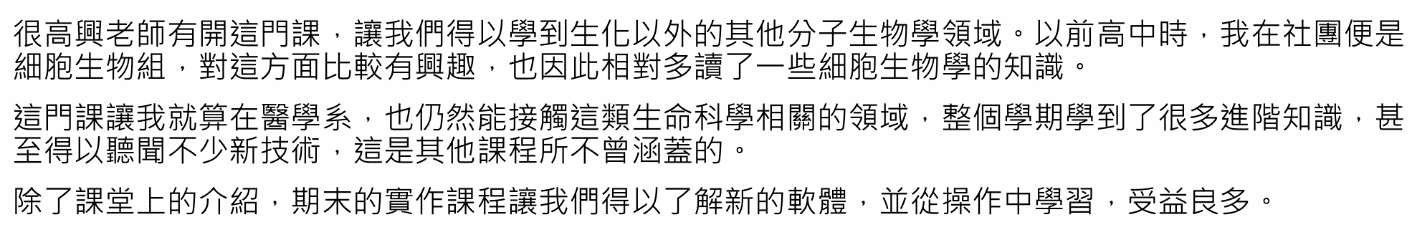 很高興老師有開這門課，讓我們得以學到生化以外的其他分子生物學領域。以前高中時，我在社團便是
細胞生物組，對這方面比較有興趣，也因此相對多讀了一些細胞生物學的知識。
這門課讓我就算在醫學系，也仍然能接觸這類生命科學相關的領域，整個學期學到了很多進階知識，甚
至得以聽聞不少新技術，這是其他課程所不曾涵蓋的。
除了課堂上的介紹，期末的實作課程讓我們得以了解新的軟體，並從操作中學習，受益良多。